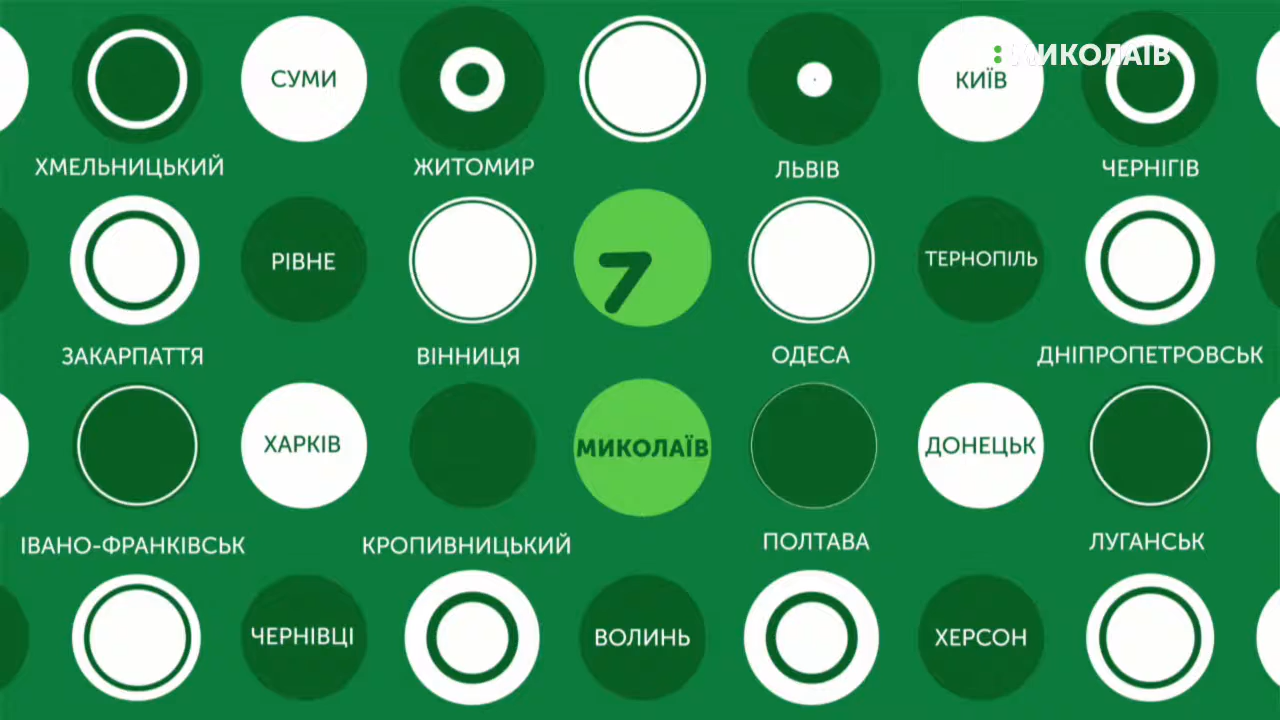 :МИКОЛАЇВ
СУМИ
КИЇВ
ХМЕЛЬНИЦЬКИЙ
ЖИТОМИР
ЛЬВІВ
ЧЕРНІГІВ
РІВНЕ
ТЕРНОПІЛЬ
ЗАКАРПАТТЯ
ВІННИЦЯ
ОДЕСА
ДНІПРОПЕТРОВСЬК
ХАРКІВ
МИКОЛАЇВ
ДОНЕЦЬК
ІВАНО-ФРАНКІВСЬК
КРОПИВНИЦЬКИЙ
ПОЛТАВА
ЛУГАНСЬК
ЧЕРНІВЦІ
ВОЛИНЬ
ХЕРСОН